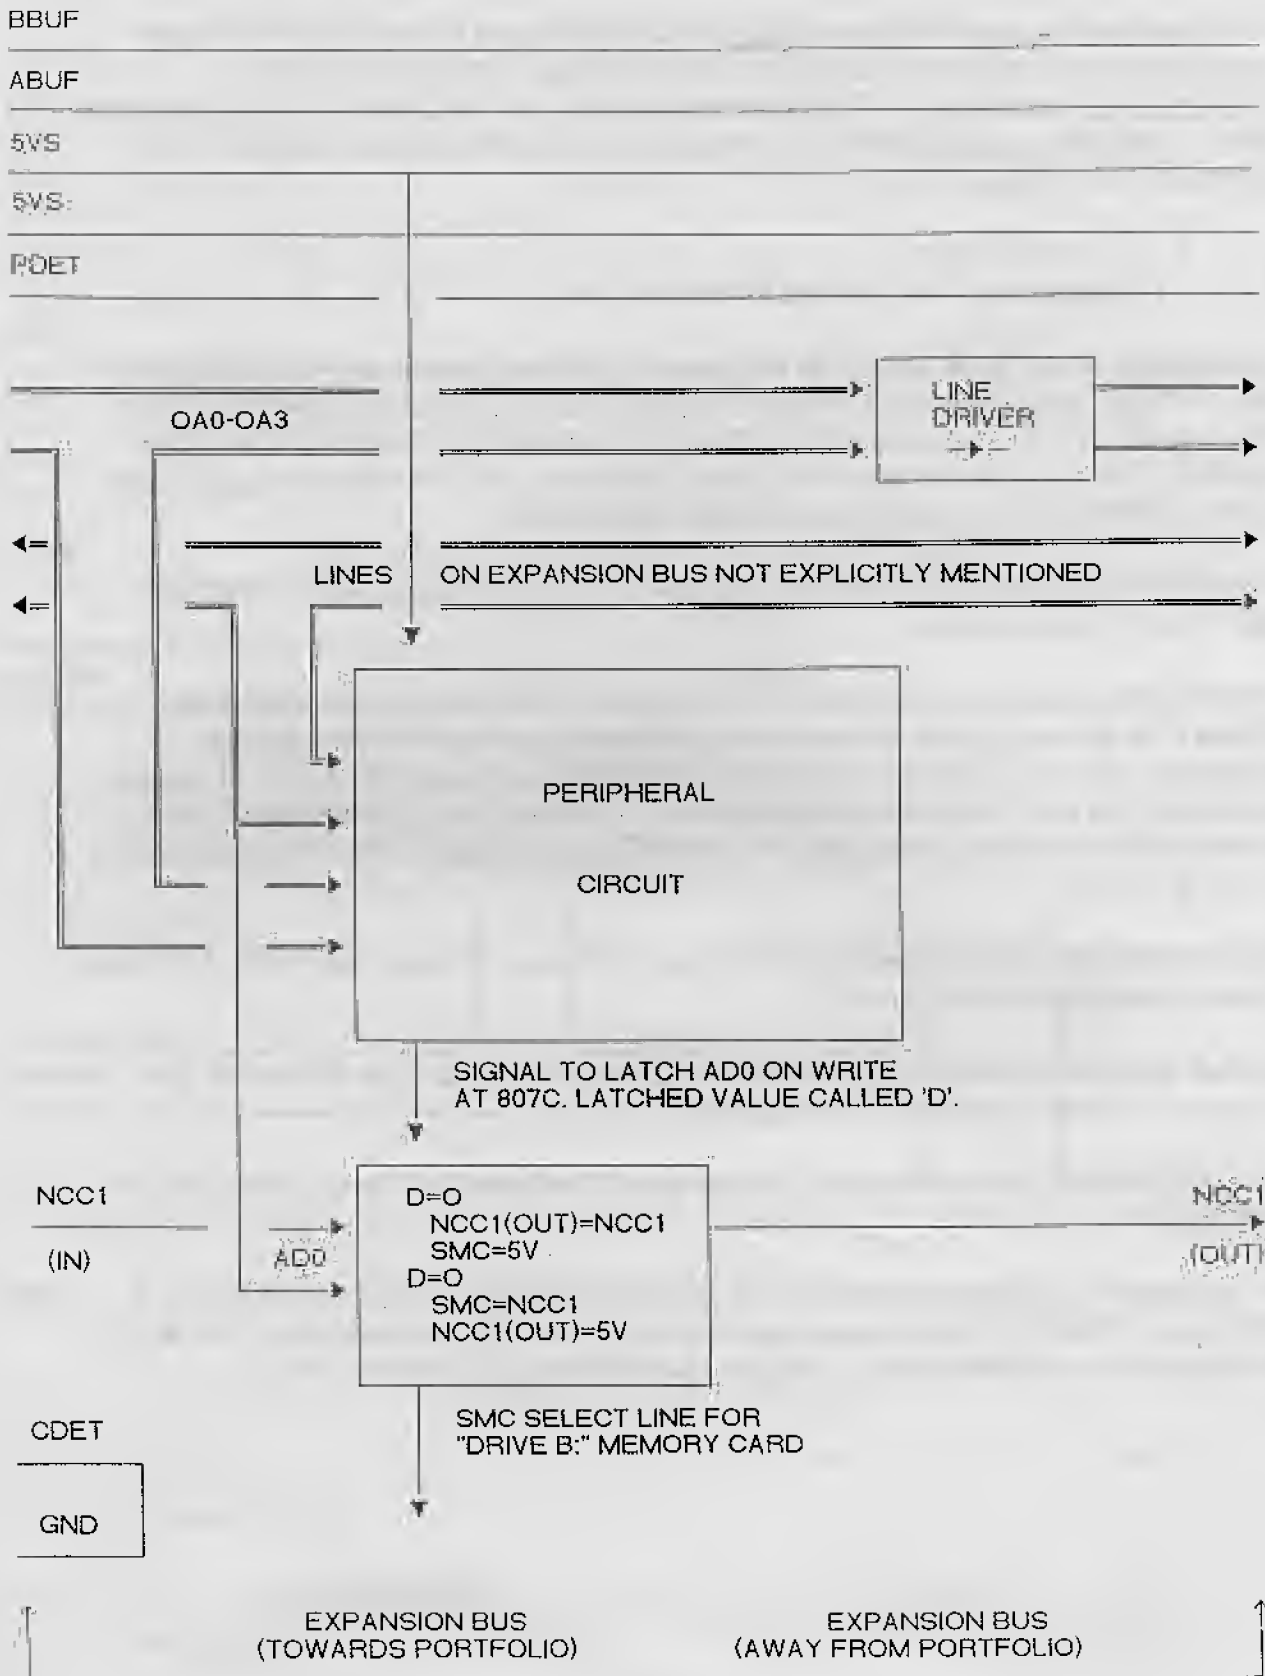 BBUF
ABUF
5VS
5VS
PDET
OA0-OA3
LINE
DRIVER
LINES ON EXPANSION BUS NOT EXPLICITLY MENTIONED
PERIPHERAL
CIRCUIT
SIGNAL TO LATCH AD0 ON WRITE
AT 807C. LATCHED VALUE CALLED 'D'.
NCC1
(IN)
AD0
D=O
NCC1(OUT)=NCC1
SMC=5V
D=O
SMC=NCC1
NCC1(OUT)=5V
NCC1
(OUT)
SMC SELECT LINE FOR
"DRIVE B:" MEMORY CARD
CDET
GND
EXPANSION BUS
(TOWARDS PORTFOLIO)
EXPANSION BUS
(AWAY FROM PORTFOLIO)